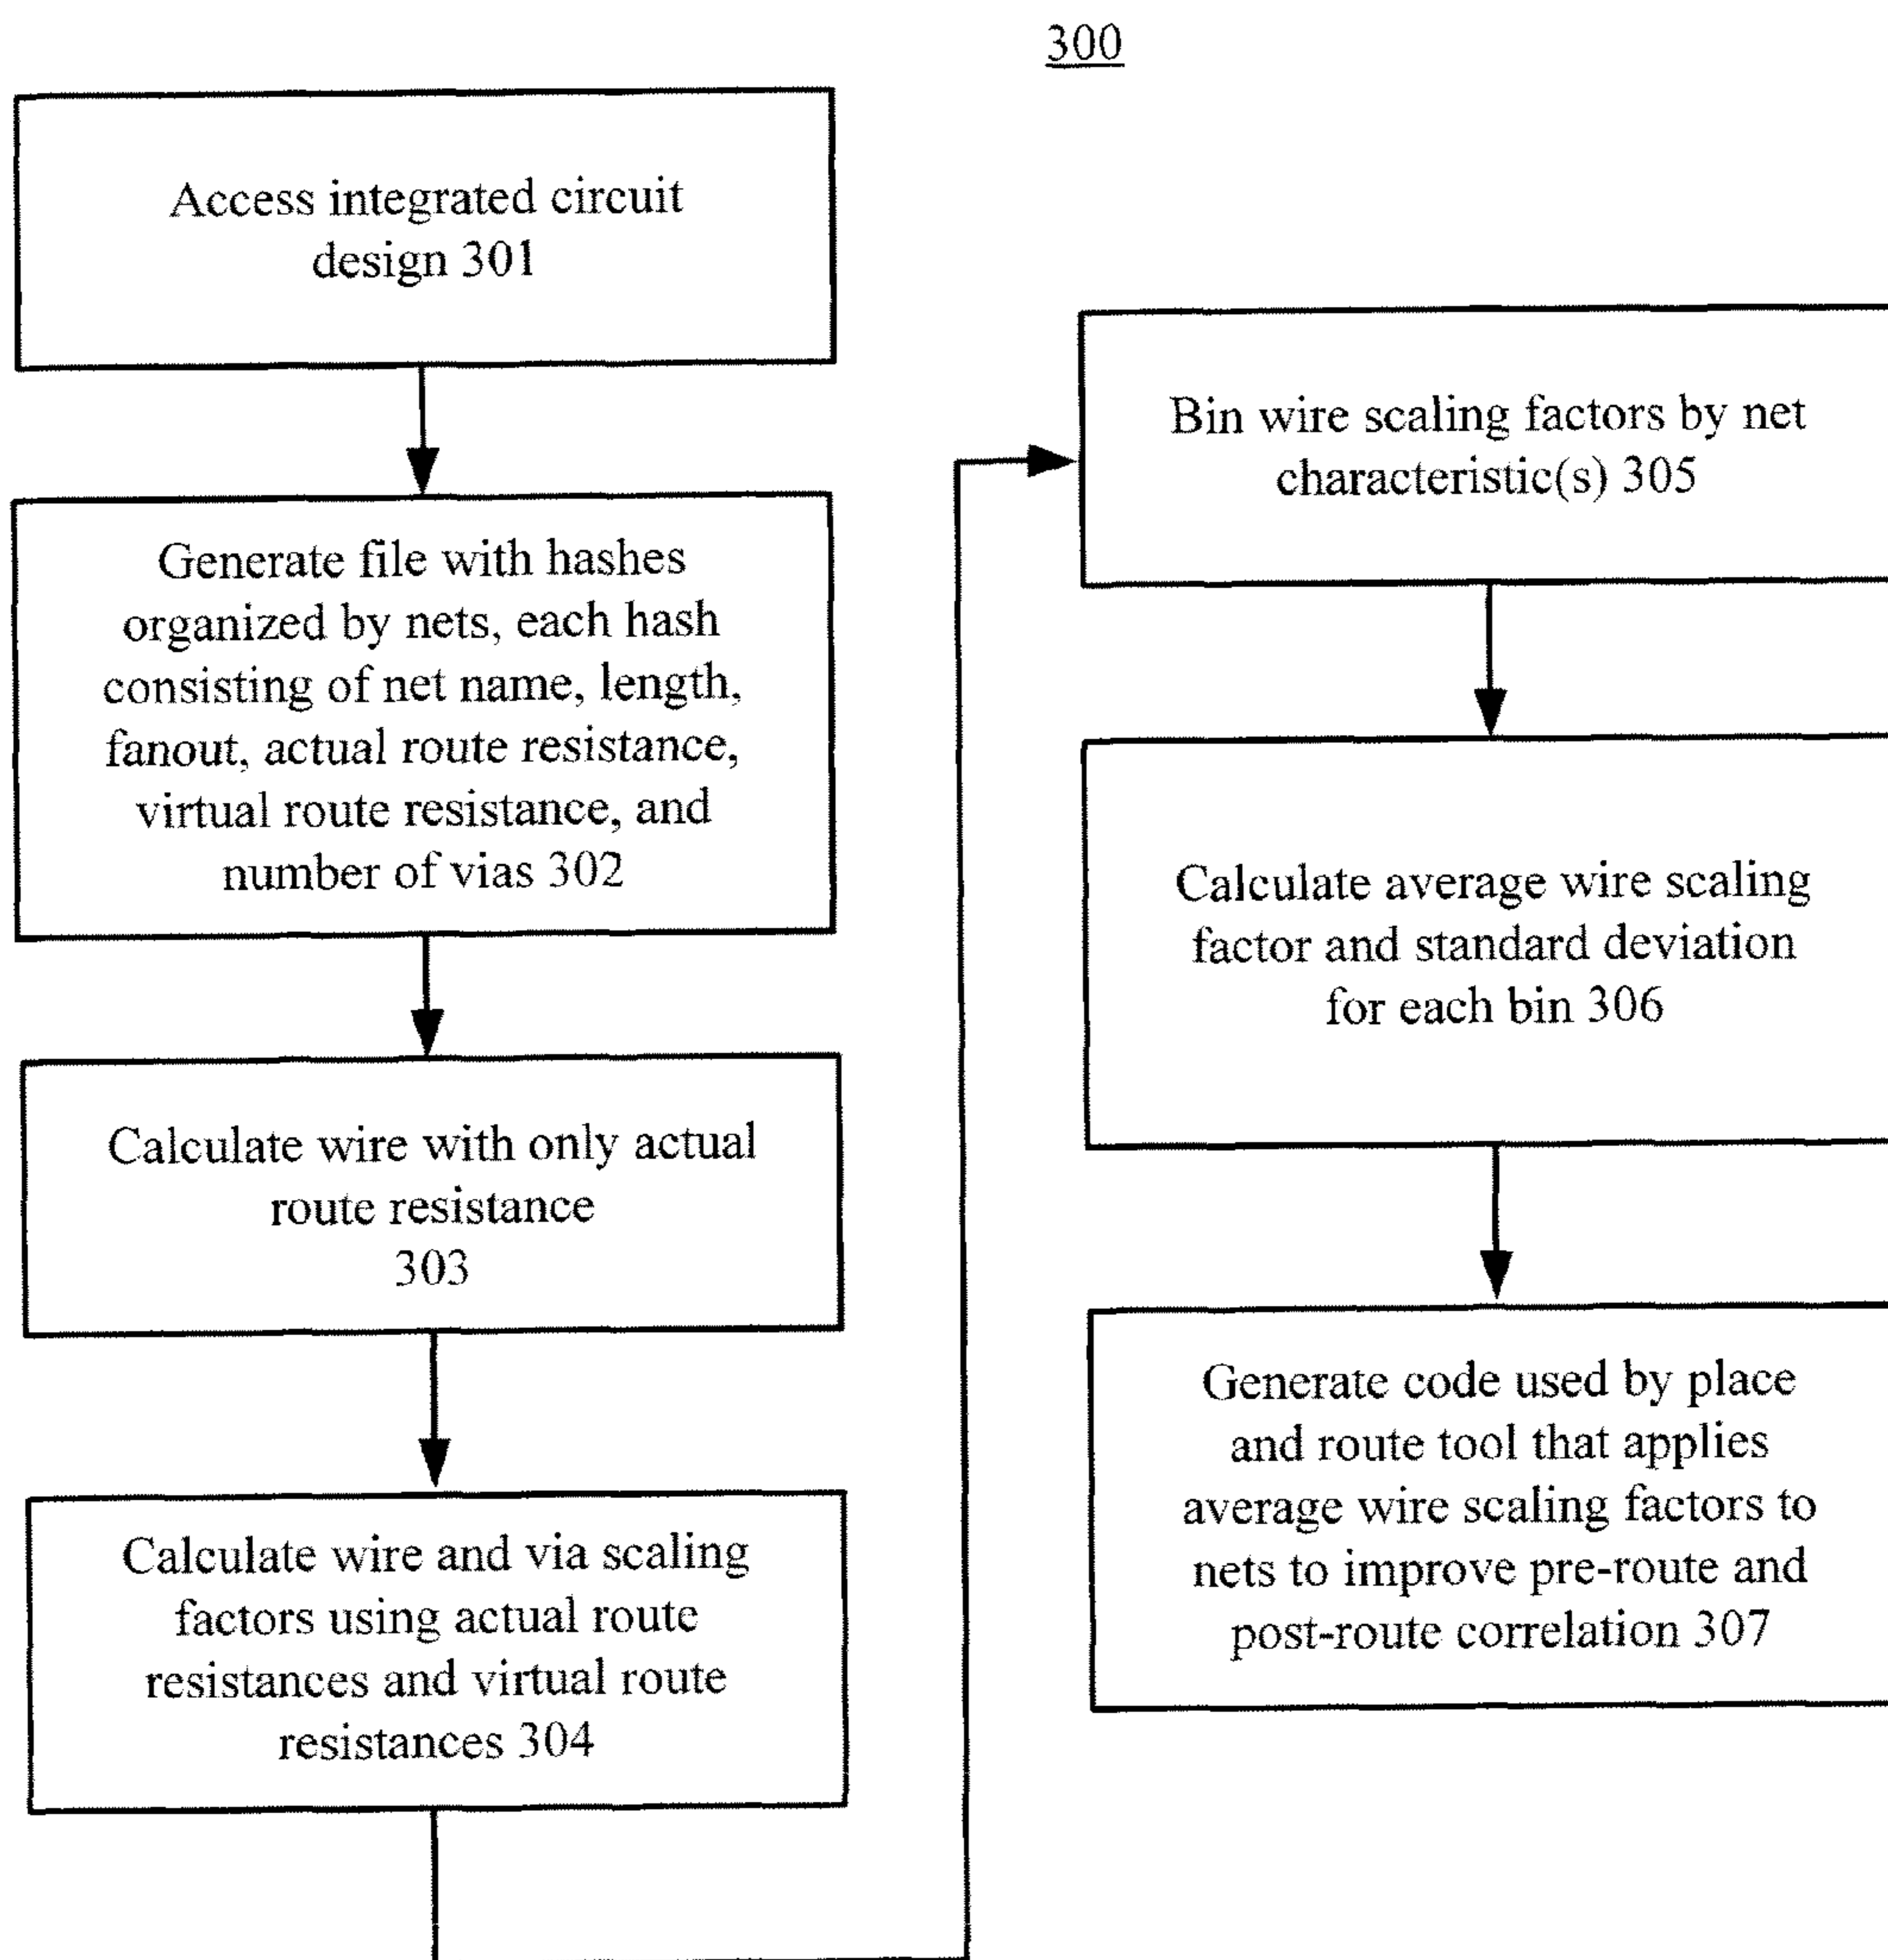 300
Access integrated circuit
design 301
Generate file with hashes
organized by nets, each hash
consisting of net name, length,
fanout, actual route resistance,
virtual route resistance, and
number of vias 302
Calculate wire with only actual
route resistance
303
Calculate wire and via scaling
factors using actual route
resistances and virtual route
resistances 304
Bin wire scaling factors by net
characteristic(s) 305
Calculate average wire scaling
factor and standard deviation
for each bin 306
Generate code used by place
and route tool that applies
average wire scaling factors to
nets to improve pre-route and
post-route correlation 307